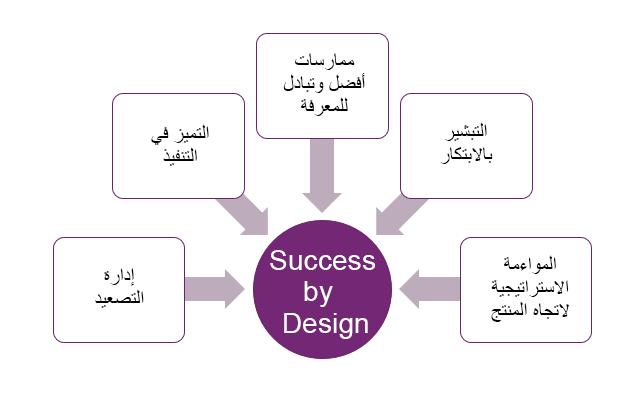 ممارسات
أفضل وتبادل
للمعرفة
التميز في
التنفيذ
التبشير
بالابتكار
إدارة
التصعيد
Success
by
Design
المواءمة
الاستراتيجية
لاتجاه المنتج